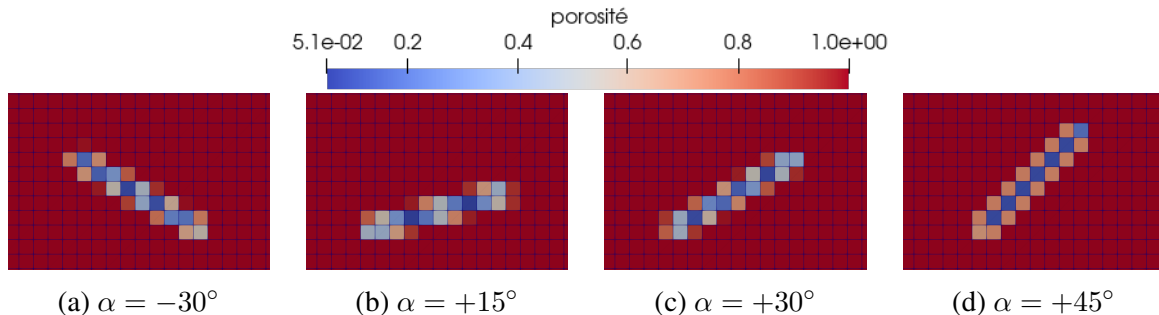 porosité
5.1e-02 0.2 0.4 0.6 0.8 1.0e+00
(a) α = −30° (b) α = +15° (c) α = +30° (d) α = +45°